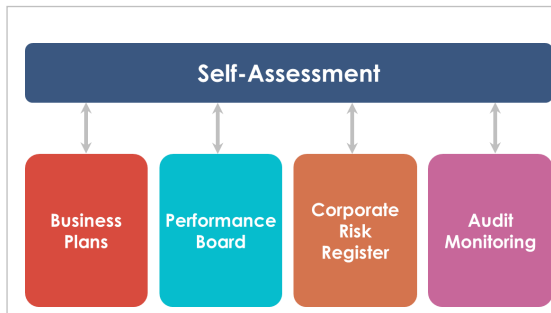 Self-Assessment
Business
Plans
Performance
Board
Corporate
Risk
Register
Audit
Monitoring